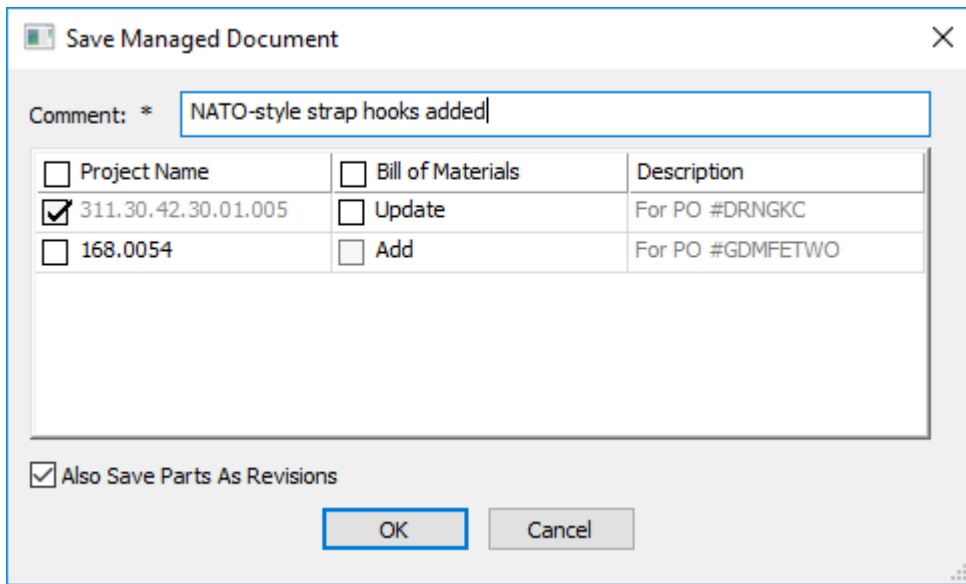 Save Managed Document
Comment: * NATO-style strap hooks added
Project Name Bill of Materials Description
311.30.42.30.01.005 Update For PO #DRNGKC
168.0054 Add For PO #GDMFETWO
Also Save Parts As Revisions
OK Cancel